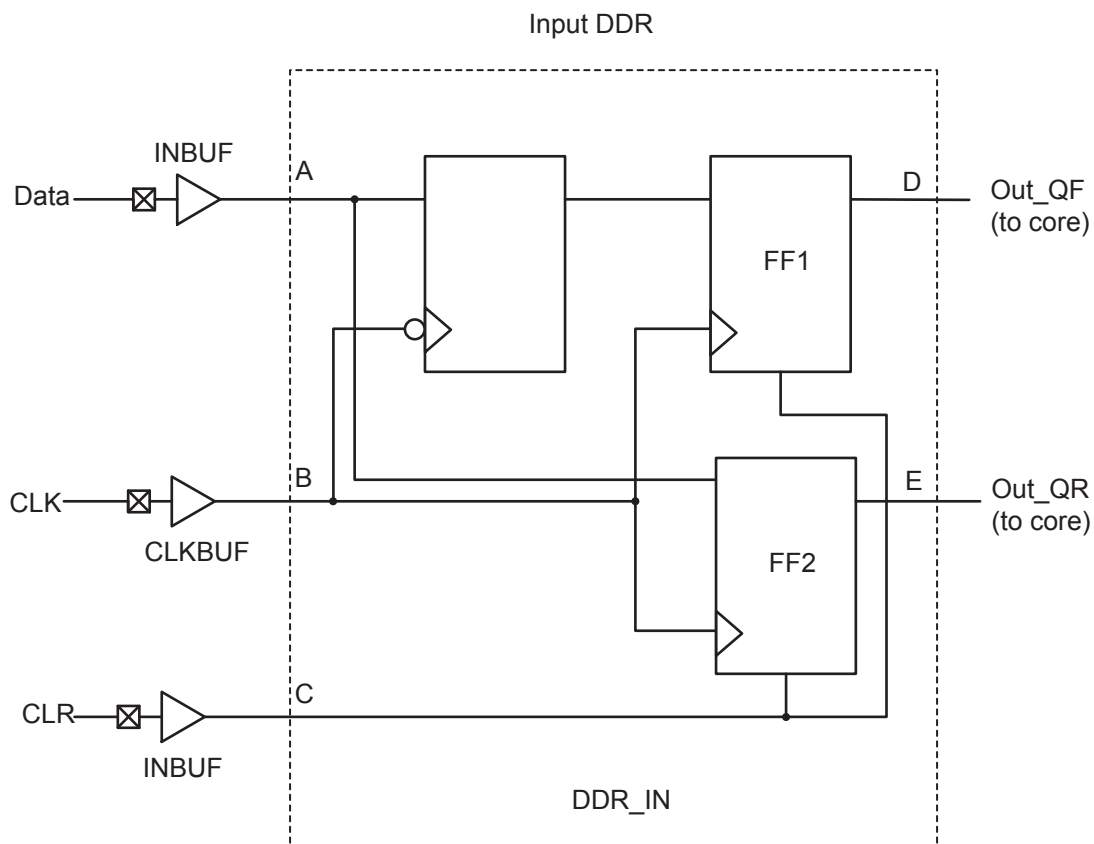 Input DDR
INBUF
A
D
Data
Out_QF
(to core)
FF1
B
E
CLK
Out_QR
(to core)
CLKBUF
FF2
C
CLR
INBUF
DDR_IN